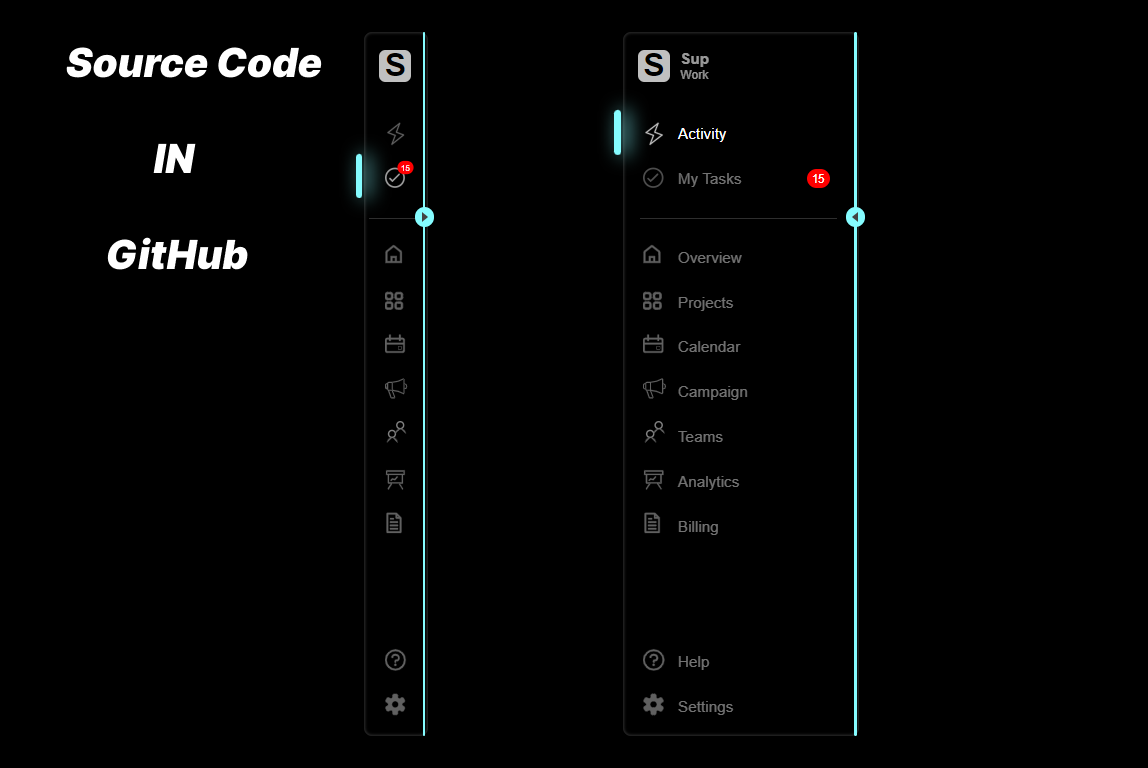 Source Code
IN
GitHub
S
15
S
Sup
Work
Activity
My Tasks 15
Overview
Projects
Calendar
Campaign
Teams
Analytics
Billing
Help
Settings